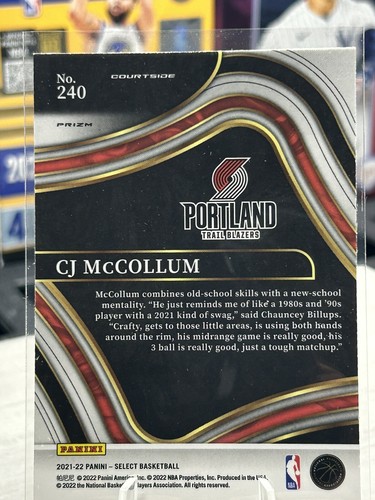 No.
240
COURTSIDE
PRIZM
PORTLAND
TRAIL BLAZERS
CJ McCOLLUM
McCollum combines old-school skills with a new-school
mentality. "He just reminds me of like a 1980s and '90s
player with a 2021 kind of swag," said Chauncey Billups.
"Crafty, gets to those little areas, is using both hands
around the rim, his midrange game is really good, his
3 ball is really good, just a tough matchup."
PANINI
2021-22 PANINI – SELECT BASKETBALL
帕尼尼 © 2022 Panini America, Inc. © 2022 NBA Properties, Inc. Produced in the USA.
© 2022 the National Basketball Players Association. All rights reserved.
NBA